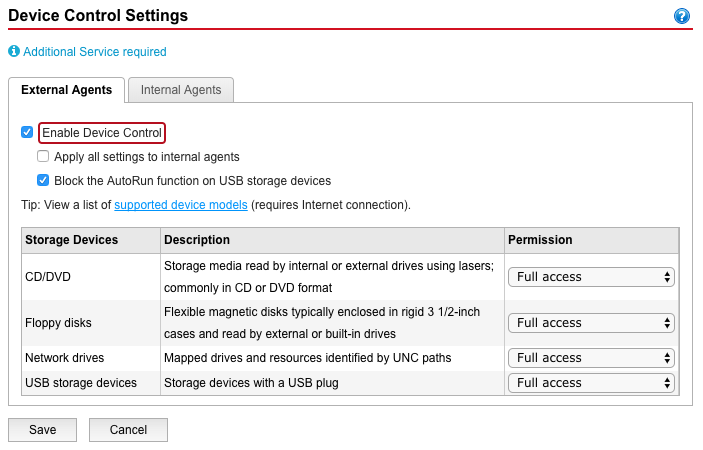 Device Control Settings
?
Additional Service required
External Agents
Internal Agents
Enable Device Control
Apply all settings to internal agents
Block the AutoRun function on USB storage devices
Tip: View a list of supported device models (requires Internet connection).
Storage Devices Description Permission
CD/DVD Storage media read by internal or external drives using lasers; Full access
commonly in CD or DVD format
Floppy disks Flexible magnetic disks typically enclosed in rigid 3 1/2-inch Full access
cases and read by external or built-in drives
Network drives Mapped drives and resources identified by UNC paths Full access
USB storage devices Storage devices with a USB plug Full access
Save Cancel